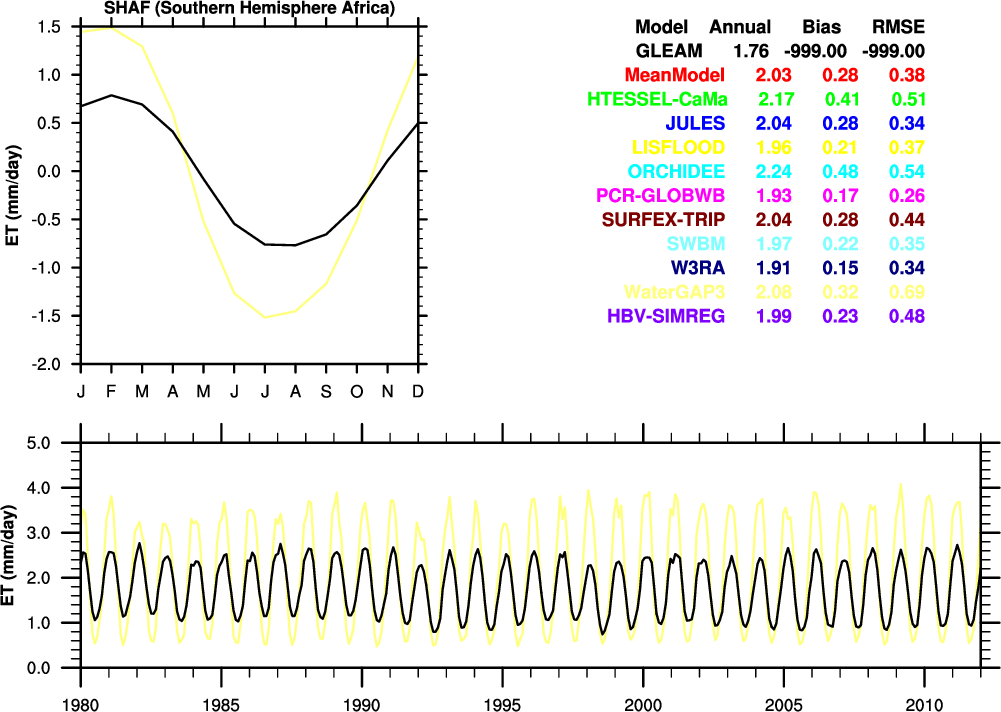 SHAF (Southern Hemisphere Africa)
1.5
1.0
0.5
0.0
-0.5
-1.0
-1.5
-2.0
ET (mm/day)
J F M A M J J A S O N D
Model Annual Bias RMSE
GLEAM 1.76 -999.00 -999.00
MeanModel 2.03 0.28 0.38
HTESSEL-CaMa 2.17 0.41 0.51
JULES 2.04 0.28 0.34
LISFLOOD 1.96 0.21 0.37
ORCHIDEE 2.24 0.48 0.54
PCR-GLOBWB 1.93 0.17 0.26
SURFEX-TRIP 2.04 0.28 0.44
SWBM 1.97 0.22 0.35
W3RA 1.91 0.15 0.34
WaterGAP3 2.08 0.32 0.69
HBV-SIMREG 1.99 0.23 0.48
5.0
4.0
3.0
2.0
1.0
0.0
ET (mm/day)
1980 1985 1990 1995 2000 2005 2010